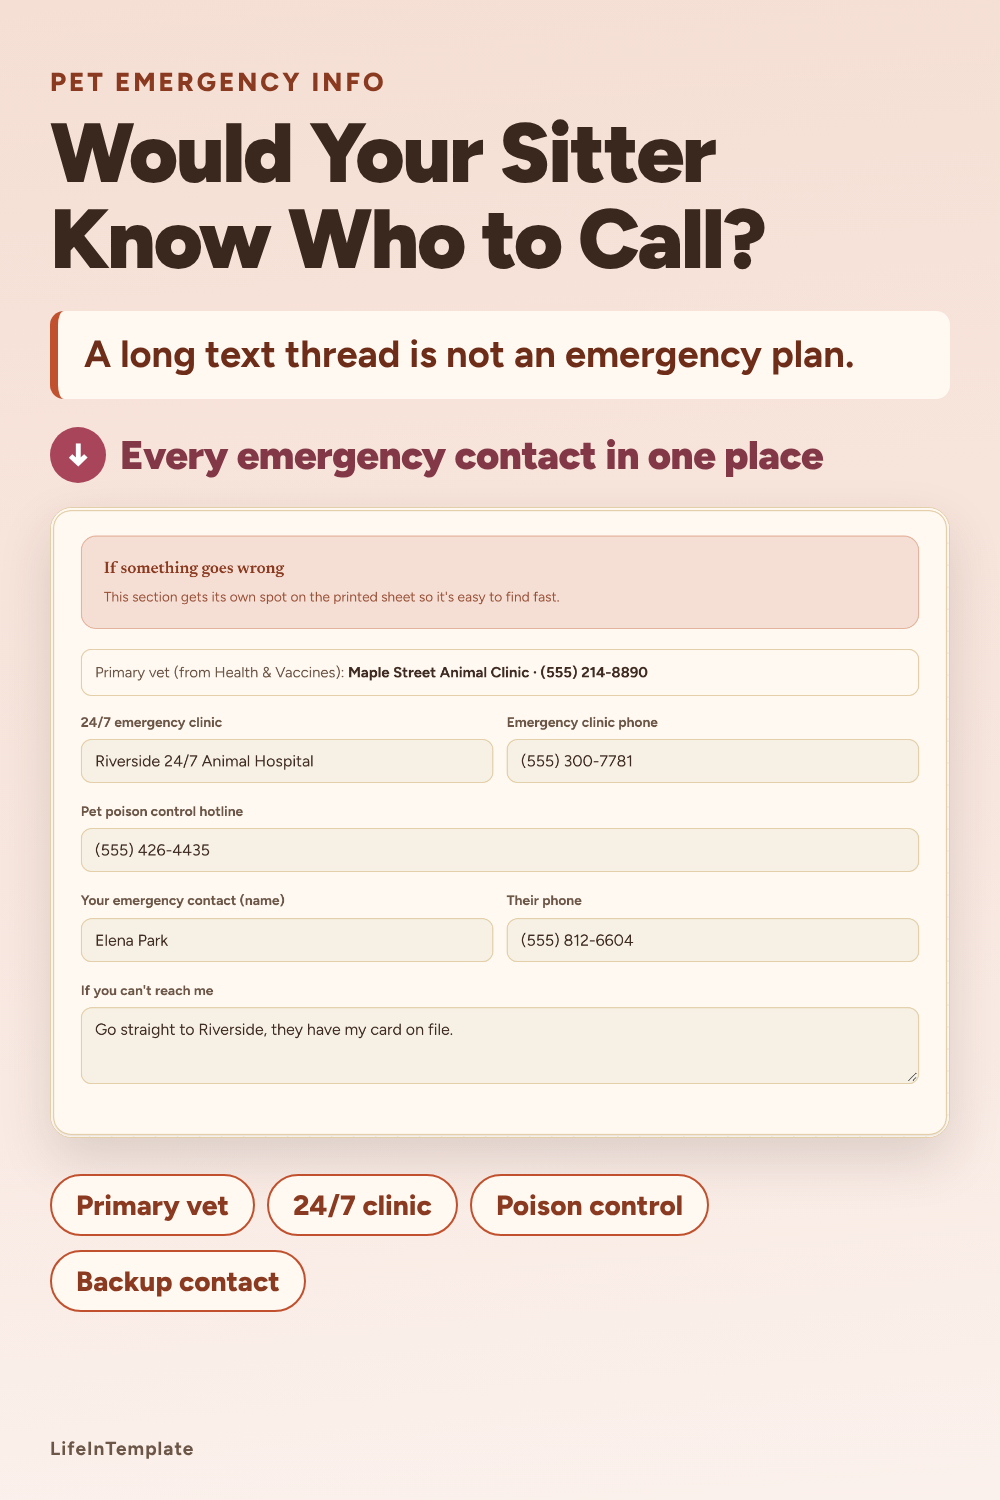 PET EMERGENCY INFO
Would Your Sitter
Know Who to Call?
A long text thread is not an emergency plan.
Every emergency contact in one place
If something goes wrong
This section gets its own spot on the printed sheet so it's easy to find fast.
Primary vet (from Health & Vaccines): Maple Street Animal Clinic · (555) 214-8890
24/7 emergency clinic
Emergency clinic phone
Riverside 24/7 Animal Hospital
(555) 300-7781
Pet poison control hotline
(555) 426-4435
Your emergency contact (name)
Their phone
Elena Park
(555) 812-6604
If you can't reach me
Go straight to Riverside, they have my card on file.
Primary vet
24/7 clinic
Poison control
Backup contact
LifeInTemplate